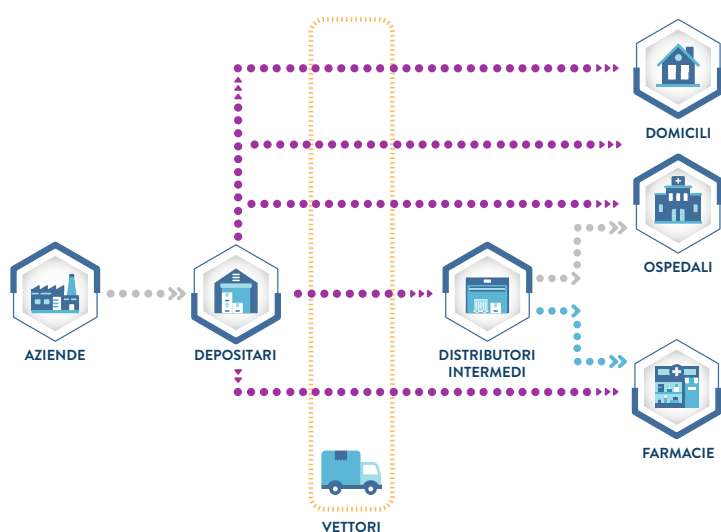 DOMICILI
OSPEDALI
AZIENDE
DEPOSITARI
DISTRIBUTORI
INTERMEDI
FARMACIE
VETTORI